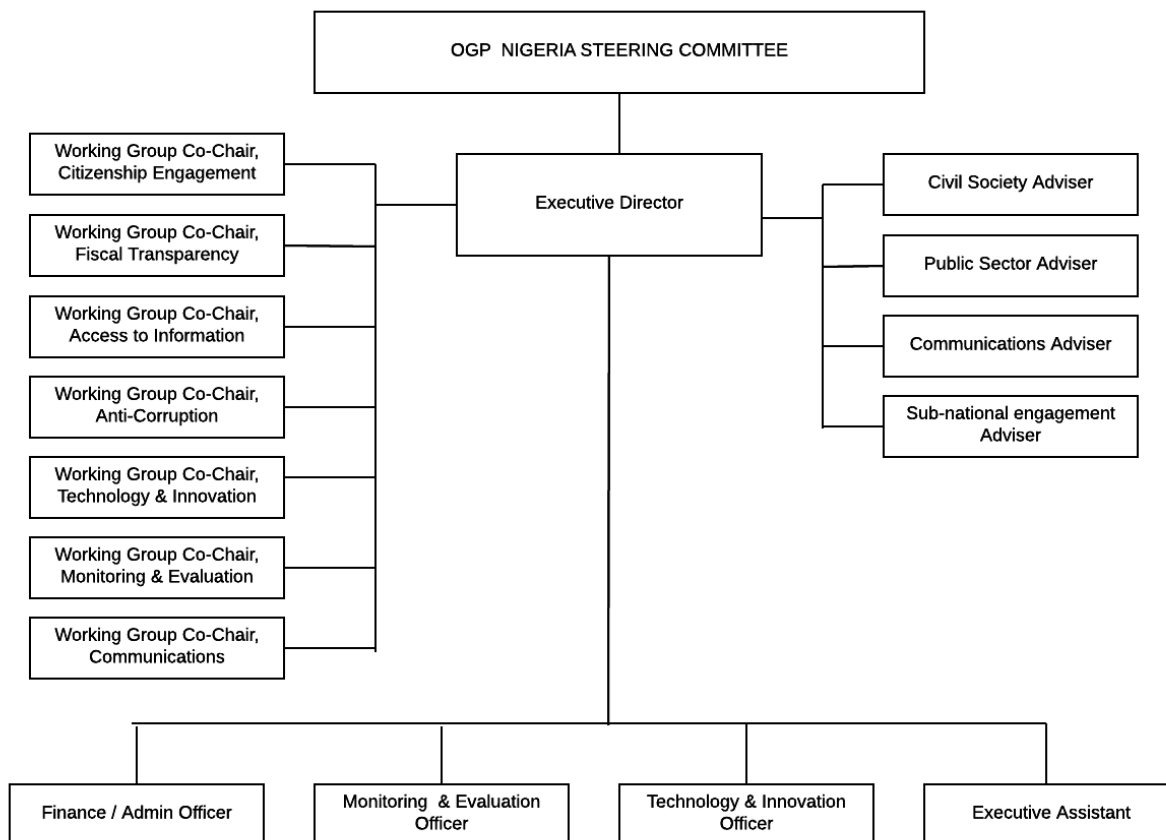 OGP NIGERIA STEERING COMMITTEE
Executive Director
Working Group Co-Chair,
Citizenship Engagement
Working Group Co-Chair,
Fiscal Transparency
Working Group Co-Chair,
Access to Information
Working Group Co-Chair,
Anti-Corruption
Working Group Co-Chair,
Technology & Innovation
Working Group Co-Chair,
Monitoring & Evaluation
Working Group Co-Chair,
Communications
Civil Society Adviser
Public Sector Adviser
Communications Adviser
Sub-national engagement
Adviser
Finance / Admin Officer
Monitoring & Evaluation
Officer
Technology & Innovation
Officer
Executive Assistant